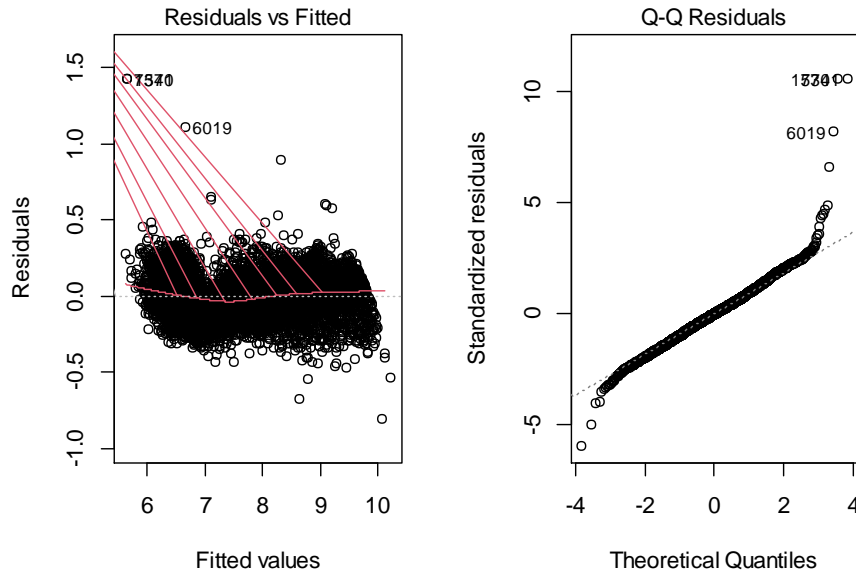 Residuals vs Fitted
Residuals
1.5
1.0
0.5
0.0
-0.5
-1.0
6019
6 7 8 9 10
Fitted values
Q-Q Residuals
Standardized residuals
10
5
0
-5
6019
-4 -2 0 2 4
Theoretical Quantiles